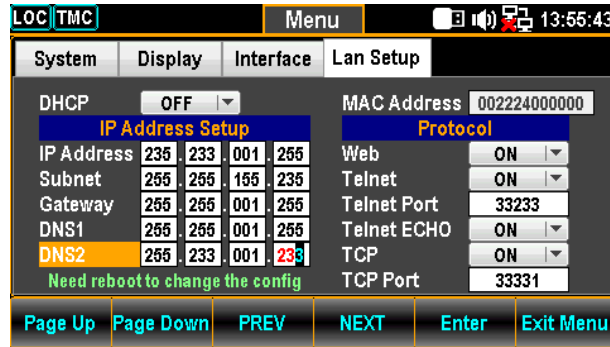 LOC TMC Menu 13:55:43
System Display Interface Lan Setup
DHCP OFF MAC Address 002224000000
IP Address Setup Protocol
IP Address 235 . 233 . 001 . 255 Web ON
Subnet 255 . 255 . 155 . 235 Telnet ON
Gateway 255 . 255 . 001 . 255 Telnet Port 33233
DNS1 255 . 255 . 001 . 255 Telnet ECHO ON
DNS2 255 . 233 . 001 . 233 TCP ON
Need reboot to change the config TCP Port 33331
Page Up Page Down PREV NEXT Enter Exit Menu